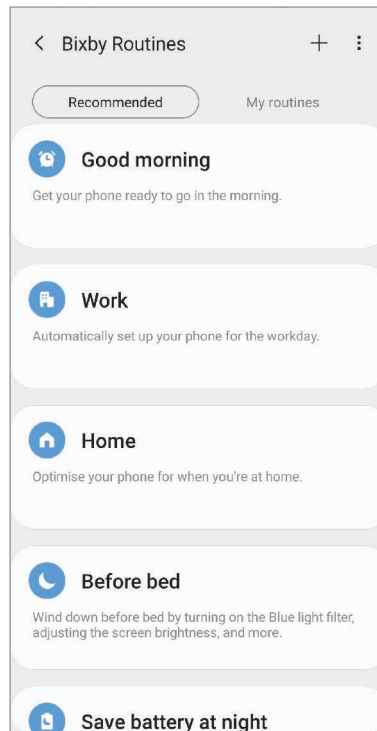 Bixby Routines
Recommended
My routines
Good morning
Get your phone ready to go in the morning.
Work
Automatically set up your phone for the workday.
Home
Optimise your phone for when you're at home.
Before bed
Wind down before bed by turning on the Blue light filter,
adjusting the screen brightness, and more.
Save battery at night